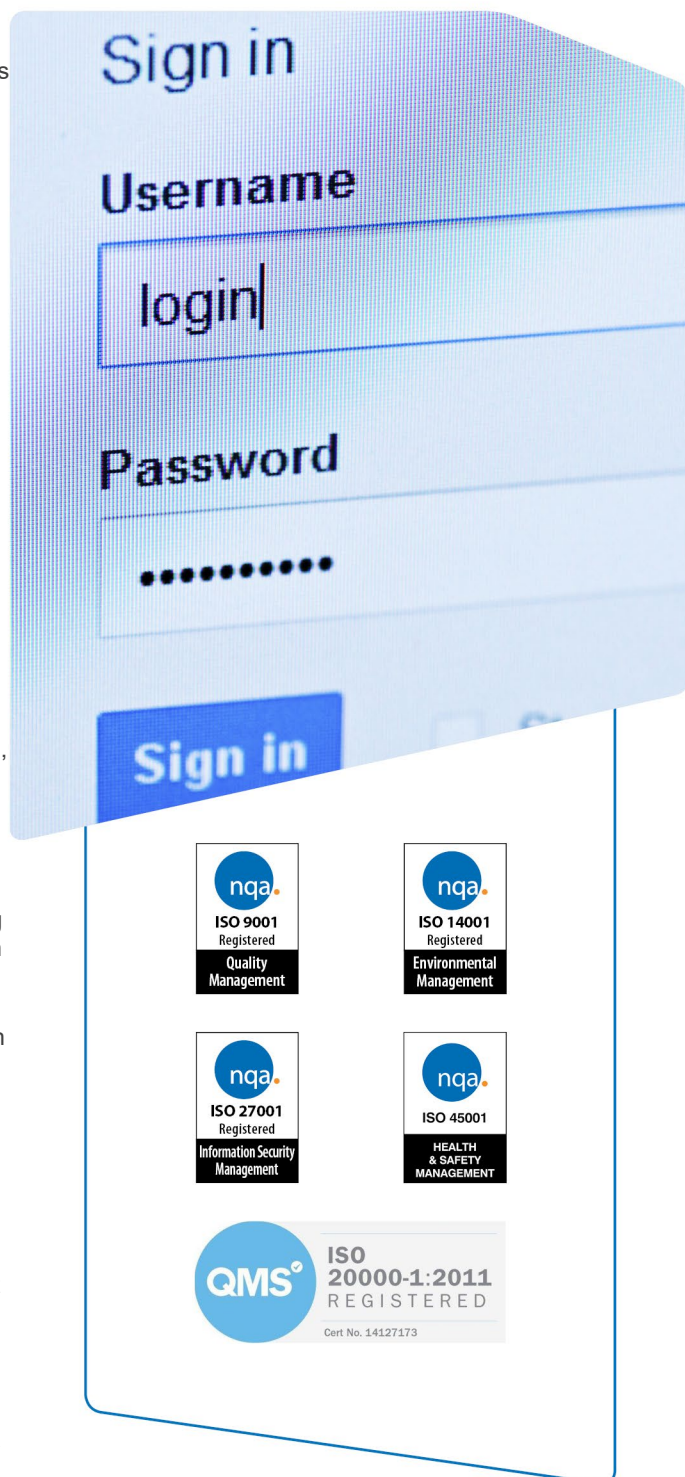 Sign in
Username
login
Password
Sign in
nqa.
ISO 9001
Registered
Quality
Management
nqa.
ISO 14001
Registered
Environmental
Management
nqa.
ISO 27001
Registered
Information Security
Management
nqa.
ISO 45001
HEALTH
& SAFETY
MANAGEMENT
QMS
ISO
20000-1:2011
REGISTERED
Cert No. 14127173